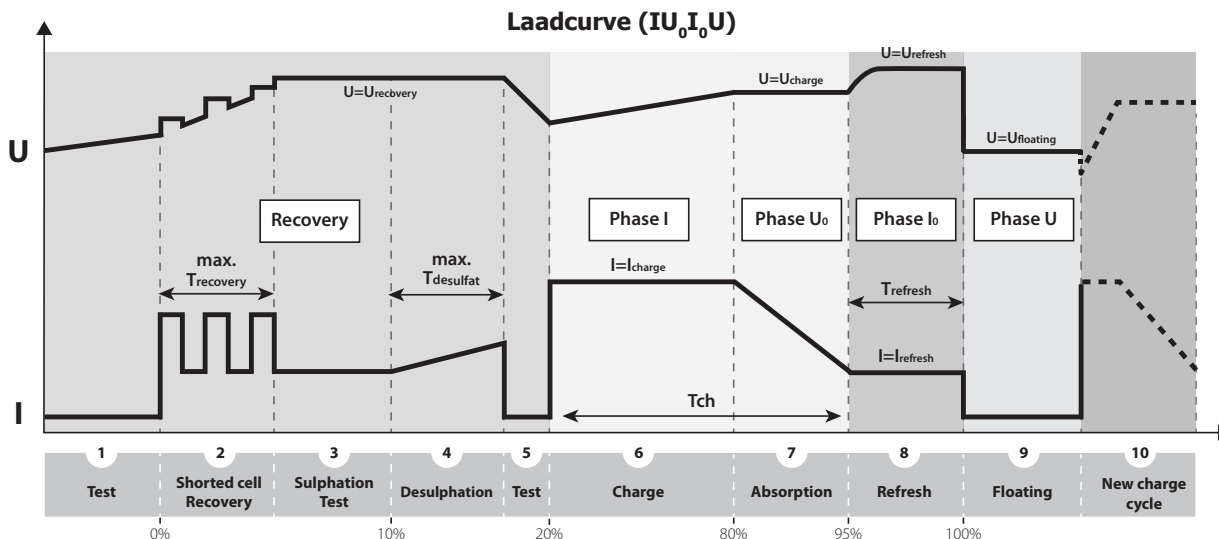 Laadcurve (IU₀I₀U)
U=Urefresh
U=Ucharge
U=Urecovery
U=Ufloating
U
Recovery
Phase I
Phase U₀
Phase I₀
Phase U
max.
Trecovery
max.
Tdesulfat
I=Icharge
Trefresh
I=Irefresh
Tch
I
1
2
3
4
5
6
7
8
9
10
Test
Shorted cell
Recovery
Sulphation
Test
Desulphation
Test
Charge
Absorption
Refresh
Floating
New charge
cycle
0%
10%
20%
80%
95%
100%